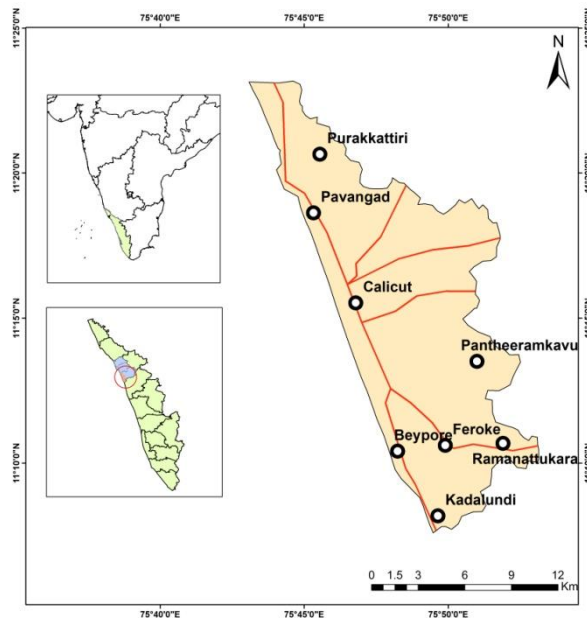 75°40'0"E 75°45'0"E 75°50'0"E
11°25'0"N
N
Purakkattiri
11°20'0"N
Pavangad
Calicut
11°15'0"N
Pantheeramkavu
Beypore
Feroke
Ramanattukara
11°10'0"N
Kadalundi
0 1.5 3 6 9 12
Km
75°40'0"E 75°45'0"E 75°50'0"E